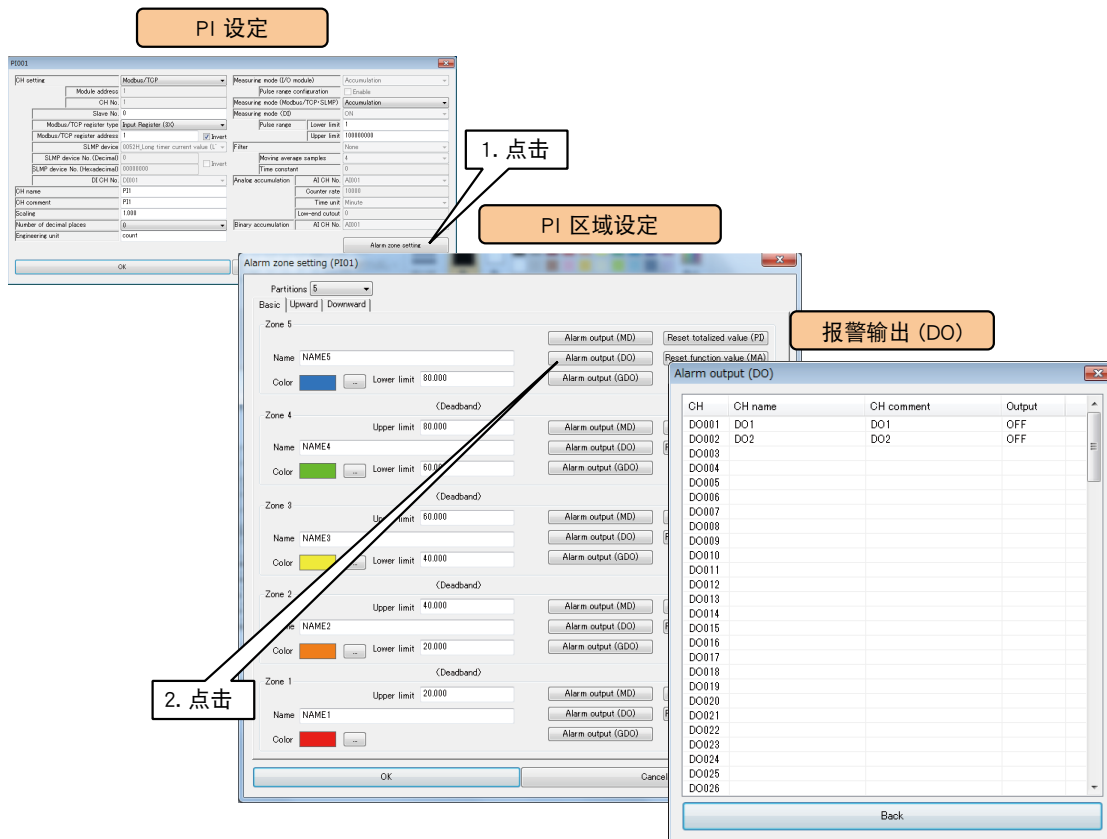 PI 设定
PI001
CH setting Modbus/TCP
Module address 1
CH No. 1
Slave No. 0
Modbus/TCP register type Input Register (3X)
Modbus/TCP register address 1 Invert
SLMP device 0052H,Long timer current value (L
SLMP device No. (Decimal) 0
SLMP device No. (Hexadecimal) 00000000 Invert
DI CH No. DI001
CH name PI1
CH comment PI1
Scaling 1.000
Number of decimal places 0
Engineering unit count
Measuring mode (I/O module) Accumulation
Pulse range configuration Enable
Measuring mode (Modbus/TCP·SLMP) Accumulation
Measuring mode (DI) ON
Pulse range Lower limit 1
Upper limit 100000000
Filter None
Moving average samples 4
Time constant 0
Analog accumulation AI CH No. AI001
Counter rate 10000
Time unit Minute
Low-end cutout 0
Binary accumulation AI CH No. AI001
Alarm zone setting
OK
1. 点击
PI 区域设定
Alarm zone setting (PI01)
Partitions 5
Basic Upward Downward
Zone 5
Alarm output (MD) Reset totalized value (PI)
Name NAME5 Alarm output (DO) Reset function value (MA)
Color ... Lower limit 80.000 Alarm output (GDO)
(Deadband)
Zone 4
Upper limit 80.000 Alarm output (MD)
Name NAME4 Alarm output (DO)
Color ... Lower limit 60.000 Alarm output (GDO)
(Deadband)
Zone 3
Upper limit 60.000 Alarm output (MD)
Name NAME3 Alarm output (DO)
Color ... Lower limit 40.000 Alarm output (GDO)
(Deadband)
Zone 2
Upper limit 40.000 Alarm output (MD)
NAME2 Alarm output (DO)
Color ... Lower limit 20.000 Alarm output (GDO)
(Deadband)
Zone 1
Upper limit 20.000 Alarm output (MD)
Name NAME1 Alarm output (DO)
Color ... Alarm output (GDO)
OK Cancel
2. 点击
报警输出 (DO)
Alarm output (DO)
CH CH name CH comment Output
DO001 DO1 DO1 OFF
DO002 DO2 DO2 OFF
DO003
DO004
DO005
DO006
DO007
DO008
DO009
DO010
DO011
DO012
DO013
DO014
DO015
DO016
DO017
DO018
DO019
DO020
DO021
DO022
DO023
DO024
DO025
DO026
Back